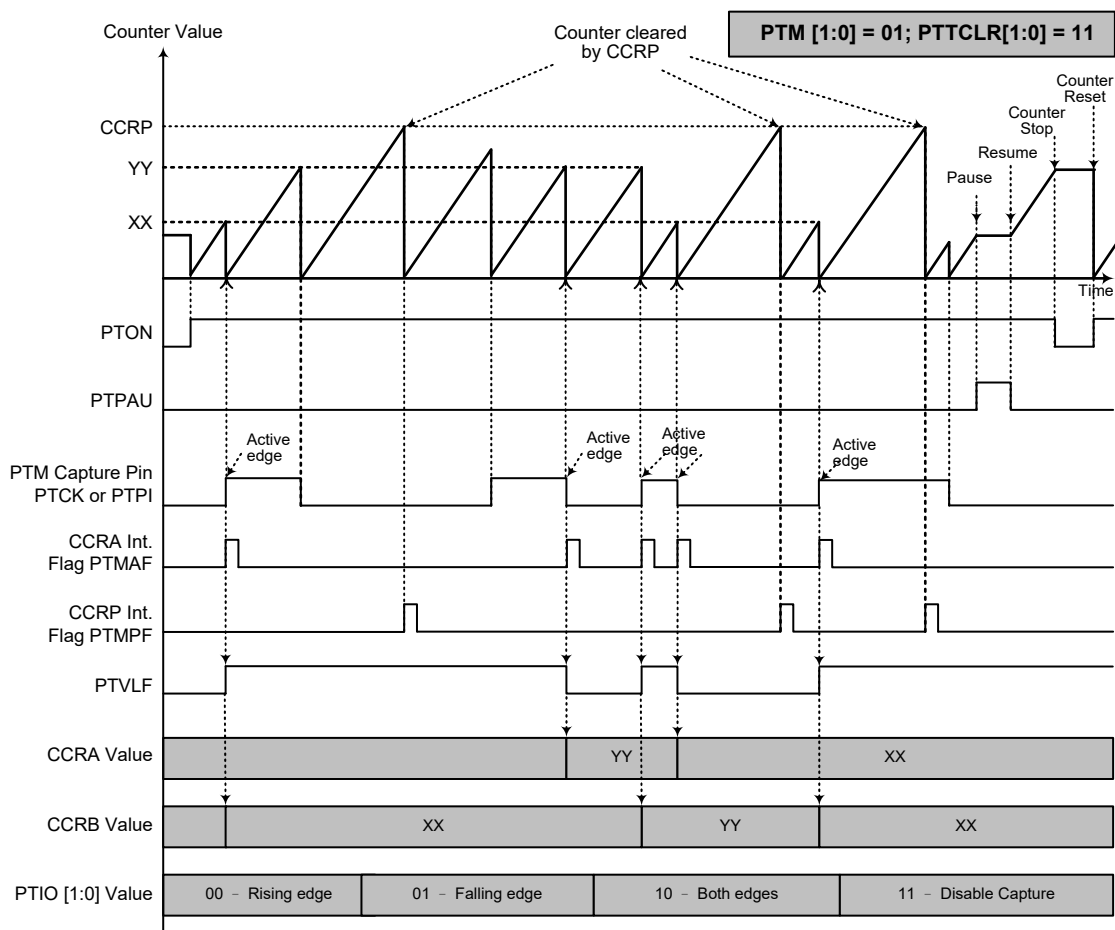 PTM [1:0] = 01; PTTCLR[1:0] = 11
Counter Value
Counter cleared
by CCRP
Counter
Reset
Counter
Stop
CCRP
YY
Resume
Pause
XX
Time
PTON
PTPAU
Active
edge
Active
edge
Active
edge
Active
edge
PTM Capture Pin
PTCK or PTPI
CCRA Int.
Flag PTMAF
CCRP Int.
Flag PTMPF
PTVLF
CCRA Value
YY
XX
CCRB Value
XX
YY
XX
PTIO [1:0] Value
00 - Rising edge
01 - Falling edge
10 - Both edges
11 - Disable Capture